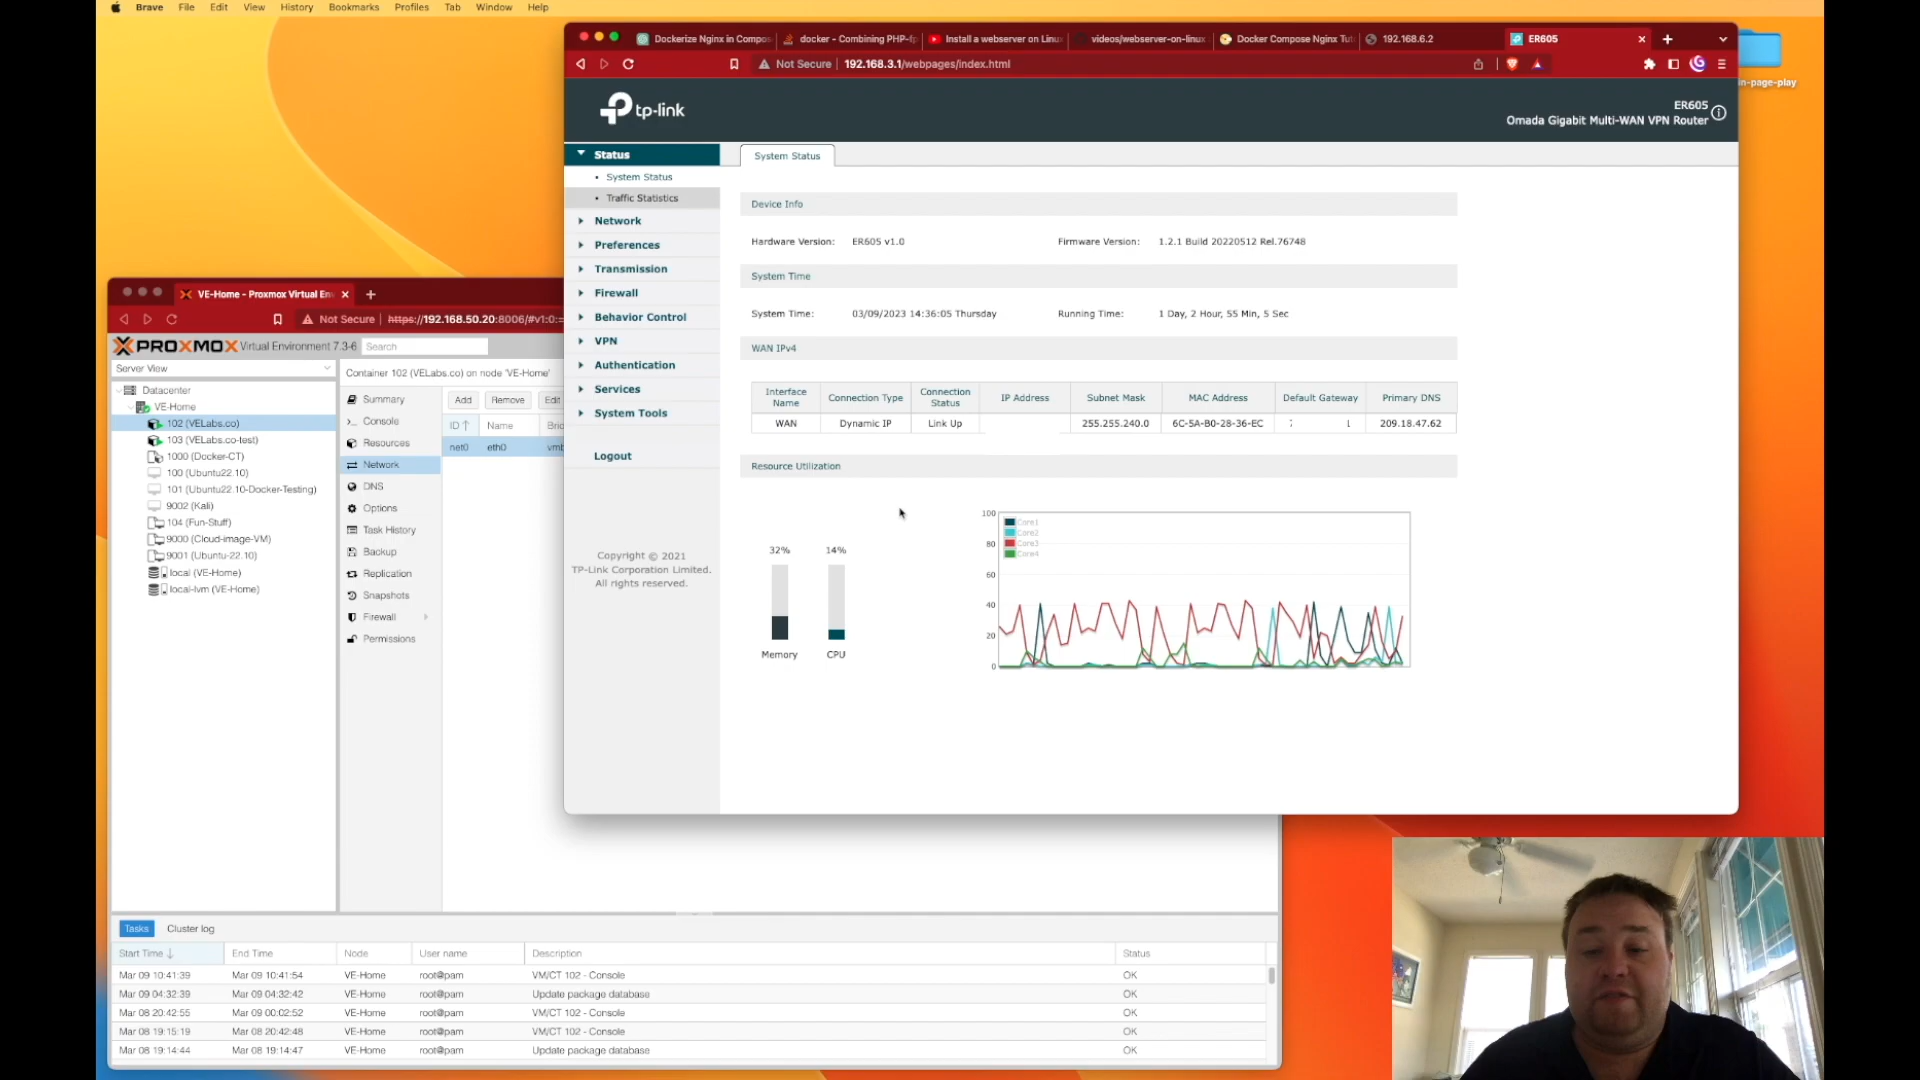 Brave File Edit View History Bookmarks Profiles Tab Window Help
Dockerize Nginx in Compos
docker - Combining PHP-fp
Install a webserver on Linu
videos/webserver-on-linux
Docker Compose Nginx Tut
192.168.6.2
ER605
Not Secure 192.168.3.1/webpages/index.html
n-page-play
tp-link
ER605
Omada Gigabit Multi-WAN VPN Router
Status
System Status
Traffic Statistics
Network
Preferences
Transmission
Firewall
Behavior Control
VPN
Authentication
Services
System Tools
Logout
Copyright © 2021
TP-Link Corporation Limited.
All rights reserved.
System Status
Device Info
Hardware Version: ER605 v1.0 Firmware Version: 1.2.1 Build 20220512 Rel.76748
System Time
System Time: 03/09/2023 14:36:05 Thursday Running Time: 1 Day, 2 Hour, 55 Min, 5 Sec
WAN IPv4
Interface Name Connection Type Connection Status IP Address Subnet Mask MAC Address Default Gateway Primary DNS
WAN Dynamic IP Link Up 255.255.240.0 6C-5A-B0-28-36-EC 209.18.47.62
Resource Utilization
32% 14%
Memory CPU
100
80
60
40
20
0
Core1
Core2
Core3
Core4
VE-Home - Proxmox Virtual En
Not Secure https://192.168.50.20:8006/#v1:0:=
PROXMOX Virtual Environment 7.3-6 Search
Server View
Datacenter
VE-Home
102 (VELabs.co)
103 (VELabs.co-test)
1000 (Docker-CT)
100 (Ubuntu22.10)
101 (Ubuntu22.10-Docker-Testing)
9002 (Kali)
104 (Fun-Stuff)
9000 (Cloud-image-VM)
9001 (Ubuntu-22.10)
local (VE-Home)
local-lvm (VE-Home)
Container 102 (VELabs.co) on node 'VE-Home'
Summary
Console
Resources
Network
DNS
Options
Task History
Backup
Replication
Snapshots
Firewall
Permissions
Add Remove Edit
ID Name Bric
net0 eth0 vmb
Tasks Cluster log
Start Time End Time Node User name Description Status
Mar 09 10:41:39 Mar 09 10:41:54 VE-Home root@pam VM/CT 102 - Console OK
Mar 09 04:32:39 Mar 09 04:32:42 VE-Home root@pam Update package database OK
Mar 08 20:42:55 Mar 09 00:02:52 VE-Home root@pam VM/CT 102 - Console OK
Mar 08 19:15:19 Mar 08 20:42:48 VE-Home root@pam VM/CT 102 - Console OK
Mar 08 19:14:44 Mar 08 19:14:47 VE-Home root@pam Update package database OK